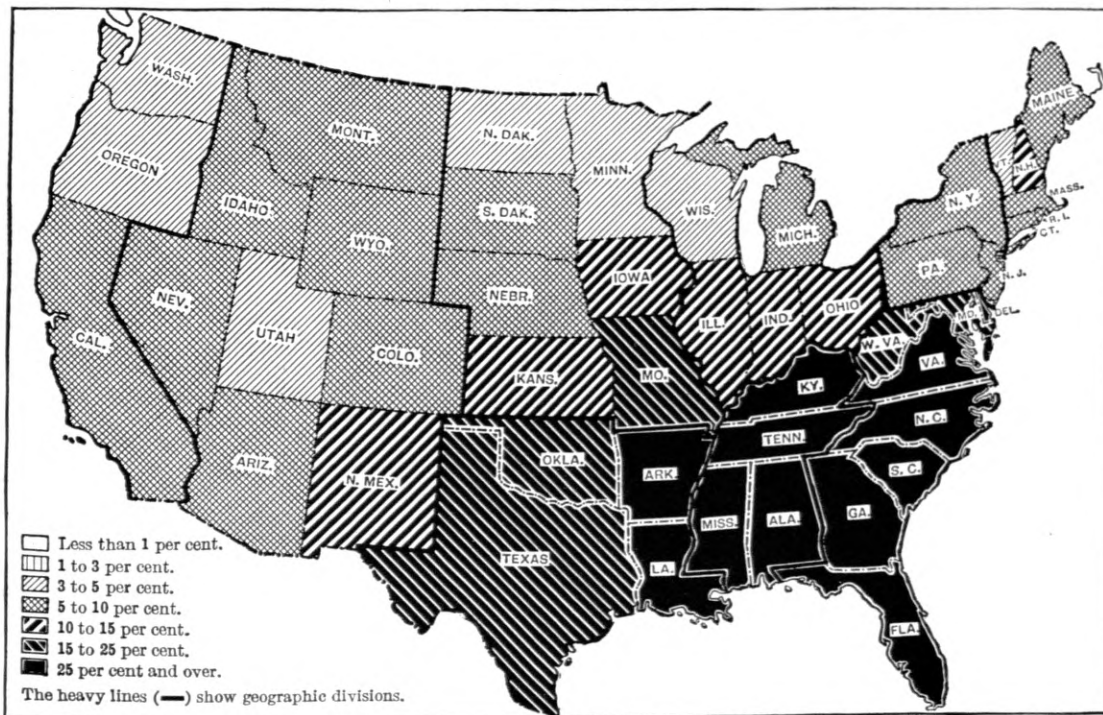 WASH.
OREGON
CAL.
NEV.
IDAHO.
MONT.
WYO.
UTAH
COLO.
ARIZ.
N. MEX.
N. DAK.
S. DAK.
NEBR.
KANS.
OKLA.
TEXAS
MINN.
IOWA
MO.
ARK.
LA.
WIS.
ILL.
MICH.
IND.
OHIO
KY.
TENN.
MISS.
ALA.
GA.
FLA.
S. C.
N. C.
VA.
W. VA.
MD.
DEL.
PA.
N. J.
N. Y.
CT.
R. I.
MASS.
VT.
N.H.
MAINE
Less than 1 per cent.
1 to 3 per cent.
3 to 5 per cent.
5 to 10 per cent.
10 to 15 per cent.
15 to 25 per cent.
25 per cent and over.
The heavy lines (▬) show geographic divisions.